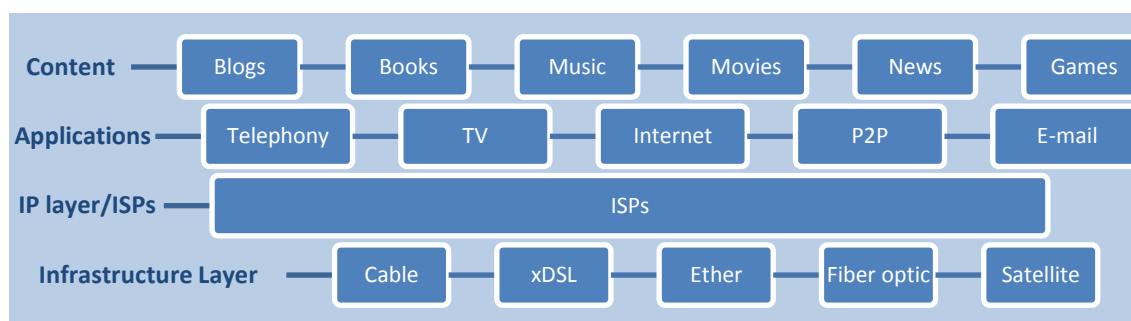 Content Blogs Books Music Movies News Games
Applications Telephony TV Internet P2P E-mail
IP layer/ISPs ISPs
Infrastructure Layer Cable xDSL Ether Fiber optic Satellite